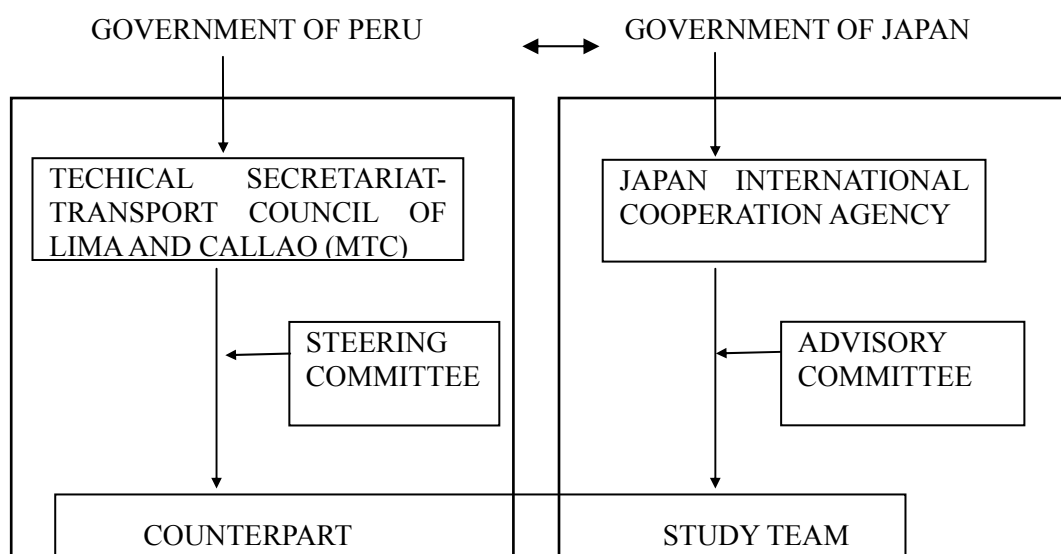 GOVERNMENT OF PERU
GOVERNMENT OF JAPAN
TECHICAL SECRETARIAT-
TRANSPORT COUNCIL OF
LIMA AND CALLAO (MTC)
JAPAN INTERNATIONAL
COOPERATION AGENCY
STEERING
COMMITTEE
ADVISORY
COMMITTEE
COUNTERPART
STUDY TEAM